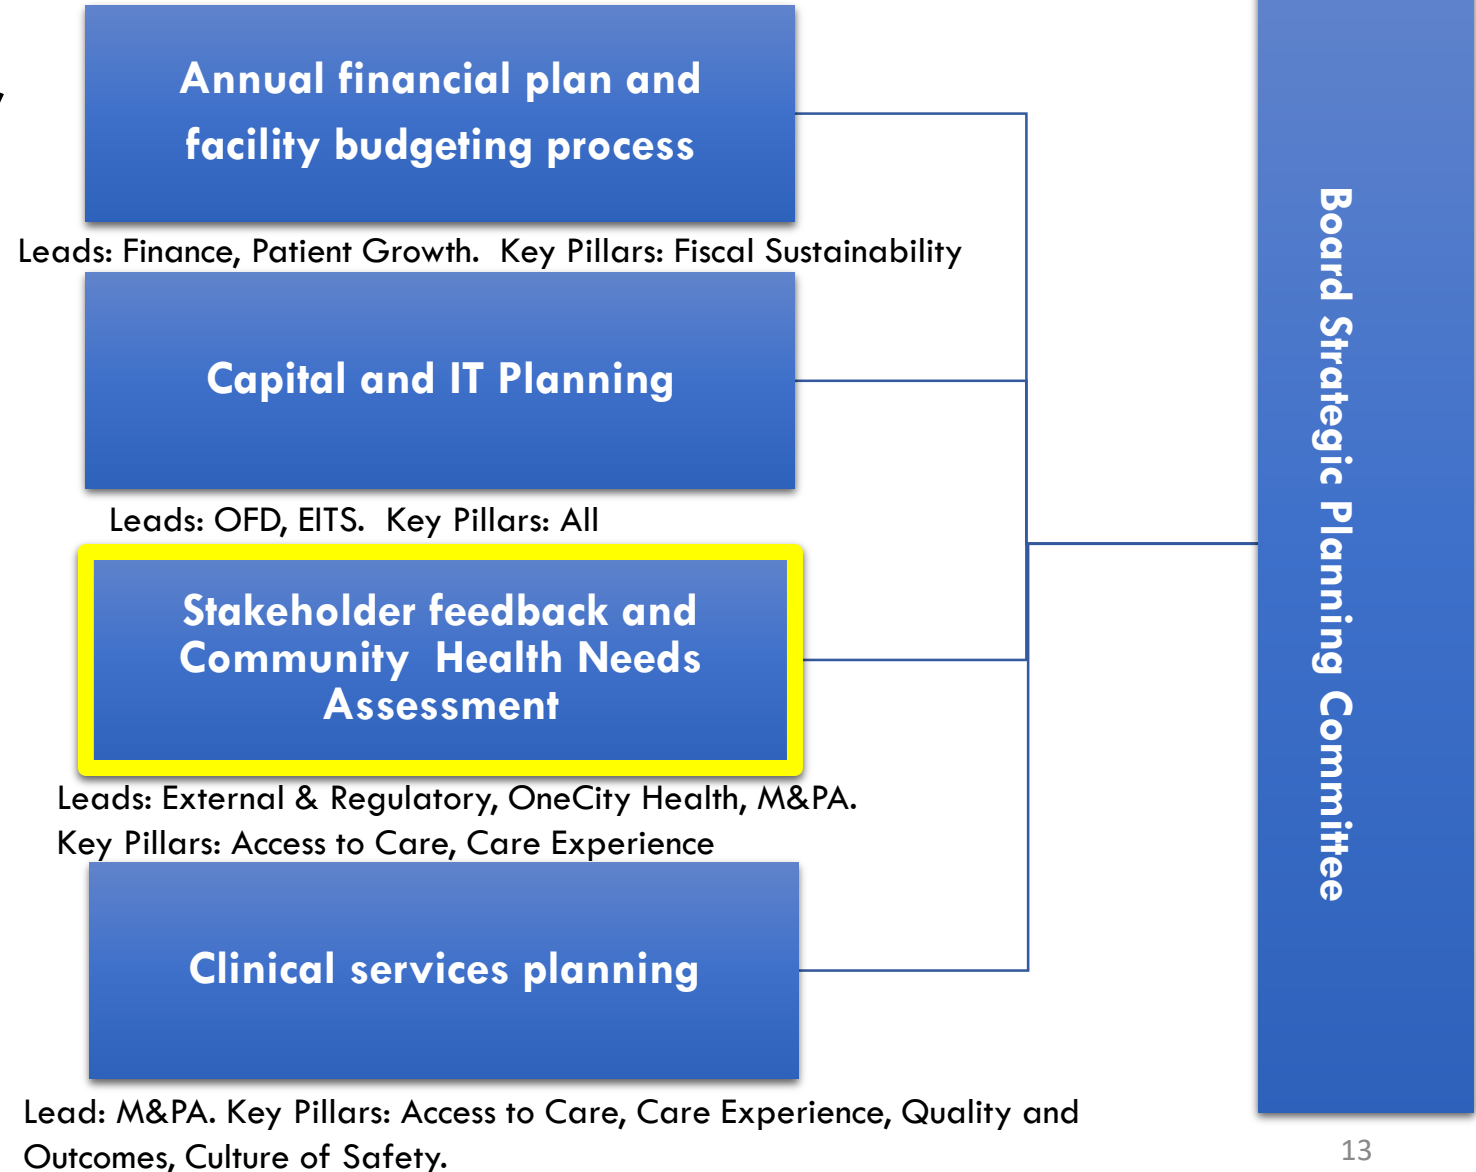 Annual financial plan and
facility budgeting process
Leads: Finance, Patient Growth.  Key Pillars: Fiscal Sustainability
Capital and IT Planning
Leads: OFD, EITS.  Key Pillars: All
Stakeholder feedback and
Community  Health Needs
Assessment
Leads: External & Regulatory, OneCity Health, M&PA.
Key Pillars: Access to Care, Care Experience
Clinical services planning
Lead: M&PA. Key Pillars: Access to Care, Care Experience, Quality and
Outcomes, Culture of Safety.
Board Strategic Planning Committee
13